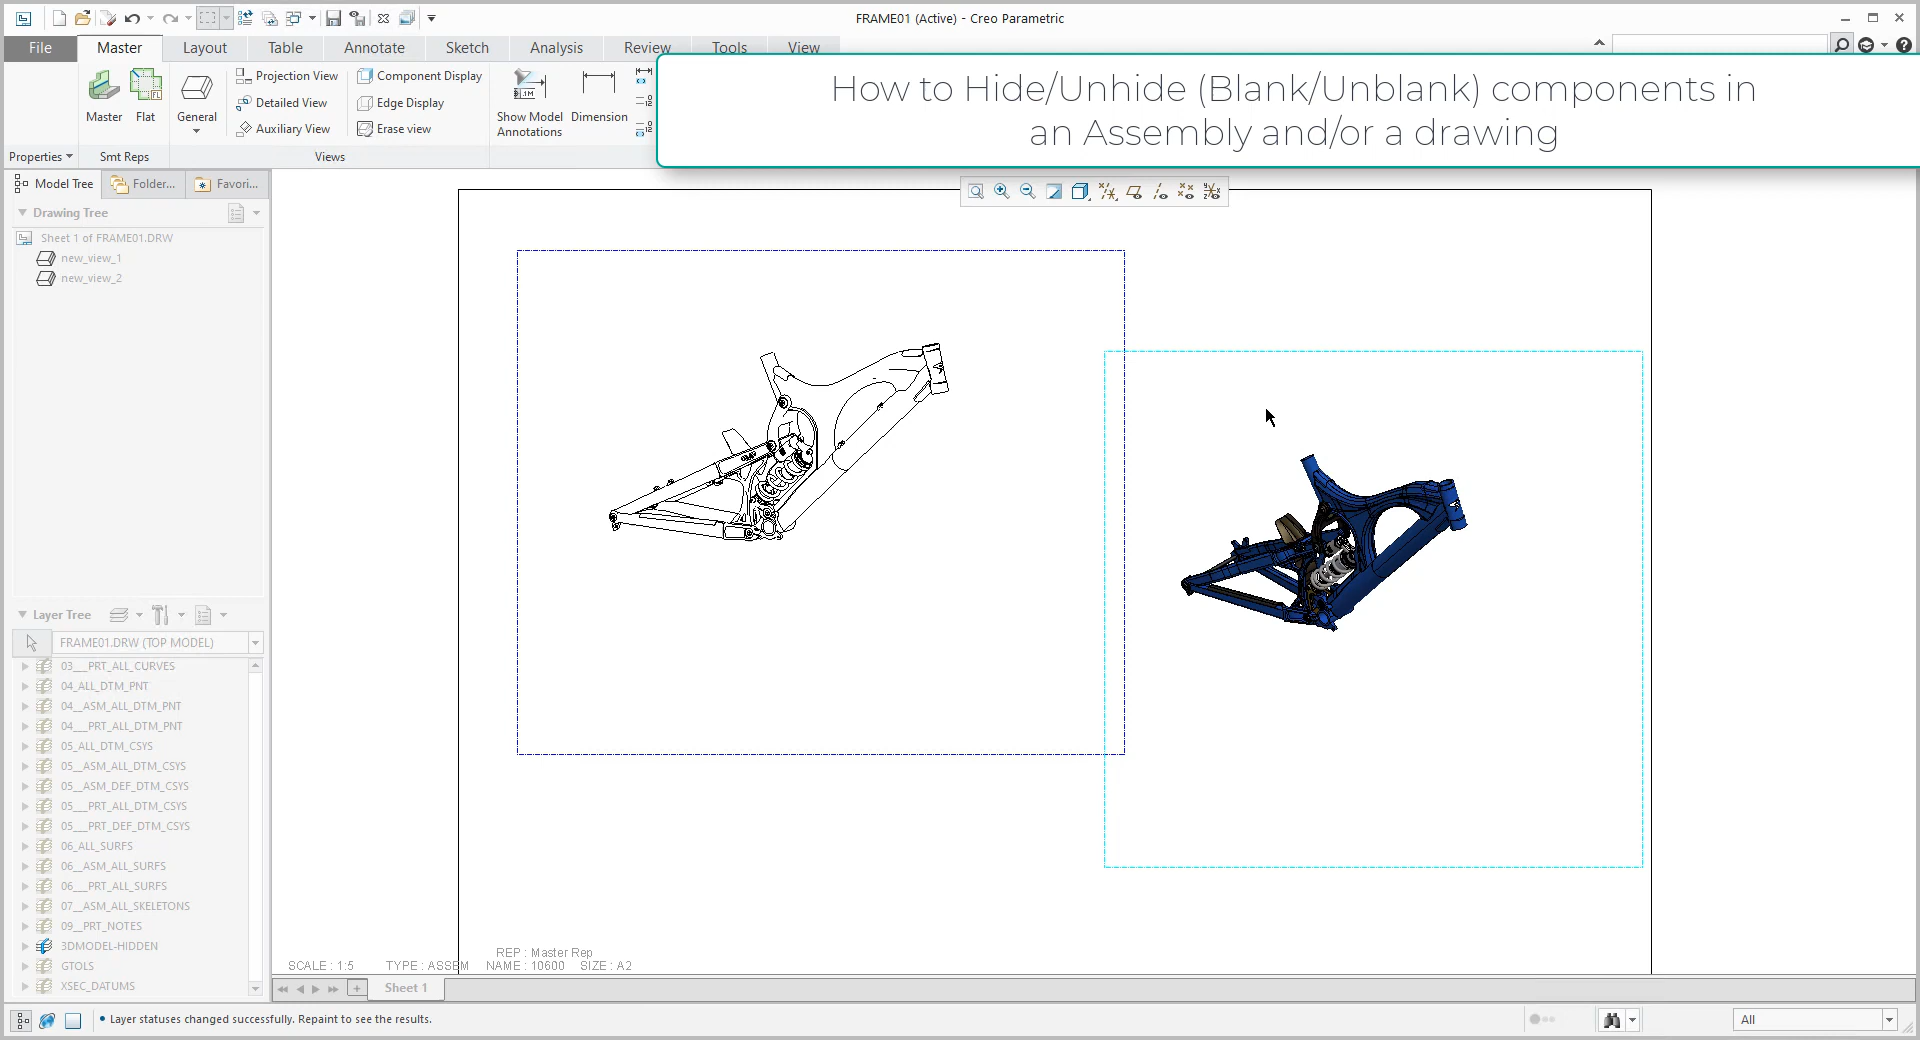 FRAME01 (Active) - Creo Parametric
File Master Layout Table Annotate Sketch Analysis Review Tools View
How to Hide/Unhide (Blank/Unblank) components in
an Assembly and/or a drawing
Master
Flat
General
Projection View
Detailed View
Auxiliary View
Component Display
Edge Display
Erase view
Show Model
Annotations
Dimension
Properties
Smt Reps
Views
Model Tree
Folder...
Favori...
Drawing Tree
Sheet 1 of FRAME01.DRW
new_view_1
new_view_2
Layer Tree
FRAME01.DRW (TOP MODEL)
03___PRT_ALL_CURVES
04_ALL_DTM_PNT
04__ASM_ALL_DTM_PNT
04___PRT_ALL_DTM_PNT
05_ALL_DTM_CSYS
05__ASM_ALL_DTM_CSYS
05__ASM_DEF_DTM_CSYS
05___PRT_ALL_DTM_CSYS
05___PRT_DEF_DTM_CSYS
06_ALL_SURFS
06__ASM_ALL_SURFS
06___PRT_ALL_SURFS
07__ASM_ALL_SKELETONS
09__PRT_NOTES
3DMODEL-HIDDEN
GTOLS
XSEC_DATUMS
REP : Master Rep
SCALE : 1:5 TYPE : ASSEM NAME : 10600 SIZE : A2
Sheet 1
Layer statuses changed successfully. Repaint to see the results.
All